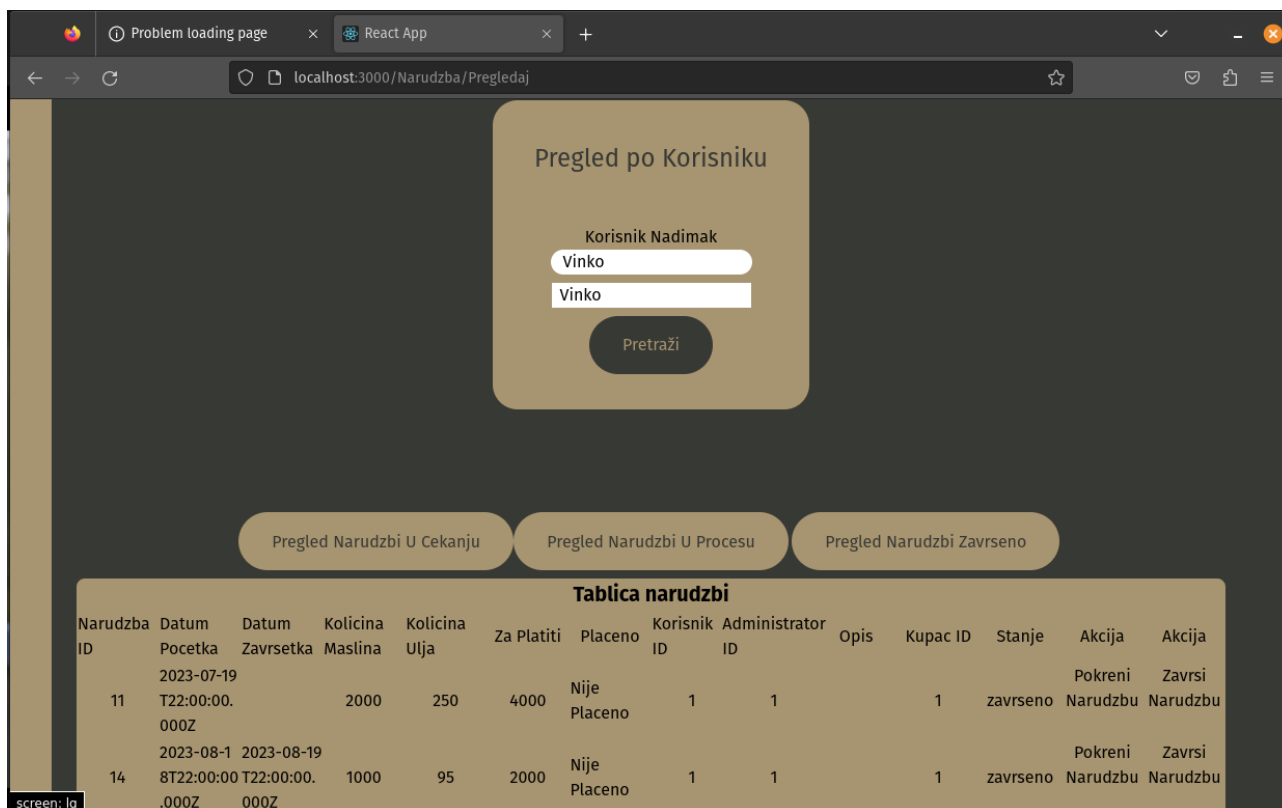 Problem loading page
React App
localhost:3000/Narudzba/Pregledaj
Pregled po Korisniku
Korisnik Nadimak
Vinko
Vinko
Pretraži
Pregled Narudzbi U Cekanju
Pregled Narudzbi U Procesu
Pregled Narudzbi Zavrseno
Tablica narudzbi
Narudzba ID Datum Pocetka Datum Zavrsetka Kolicina Maslina Kolicina Ulja Za Platiti Placeno Korisnik ID Administrator ID Opis Kupac ID Stanje Akcija Akcija
11 2023-07-19T22:00:00.000Z 2000 250 4000 Nije Placeno 1 1 1 zavrseno Pokreni Narudzbu Zavrsi Narudzbu
14 2023-08-18T22:00:00.000Z 2023-08-19T22:00:00.000Z 1000 95 2000 Nije Placeno 1 1 1 zavrseno Pokreni Narudzbu Zavrsi Narudzbu
screen: lg